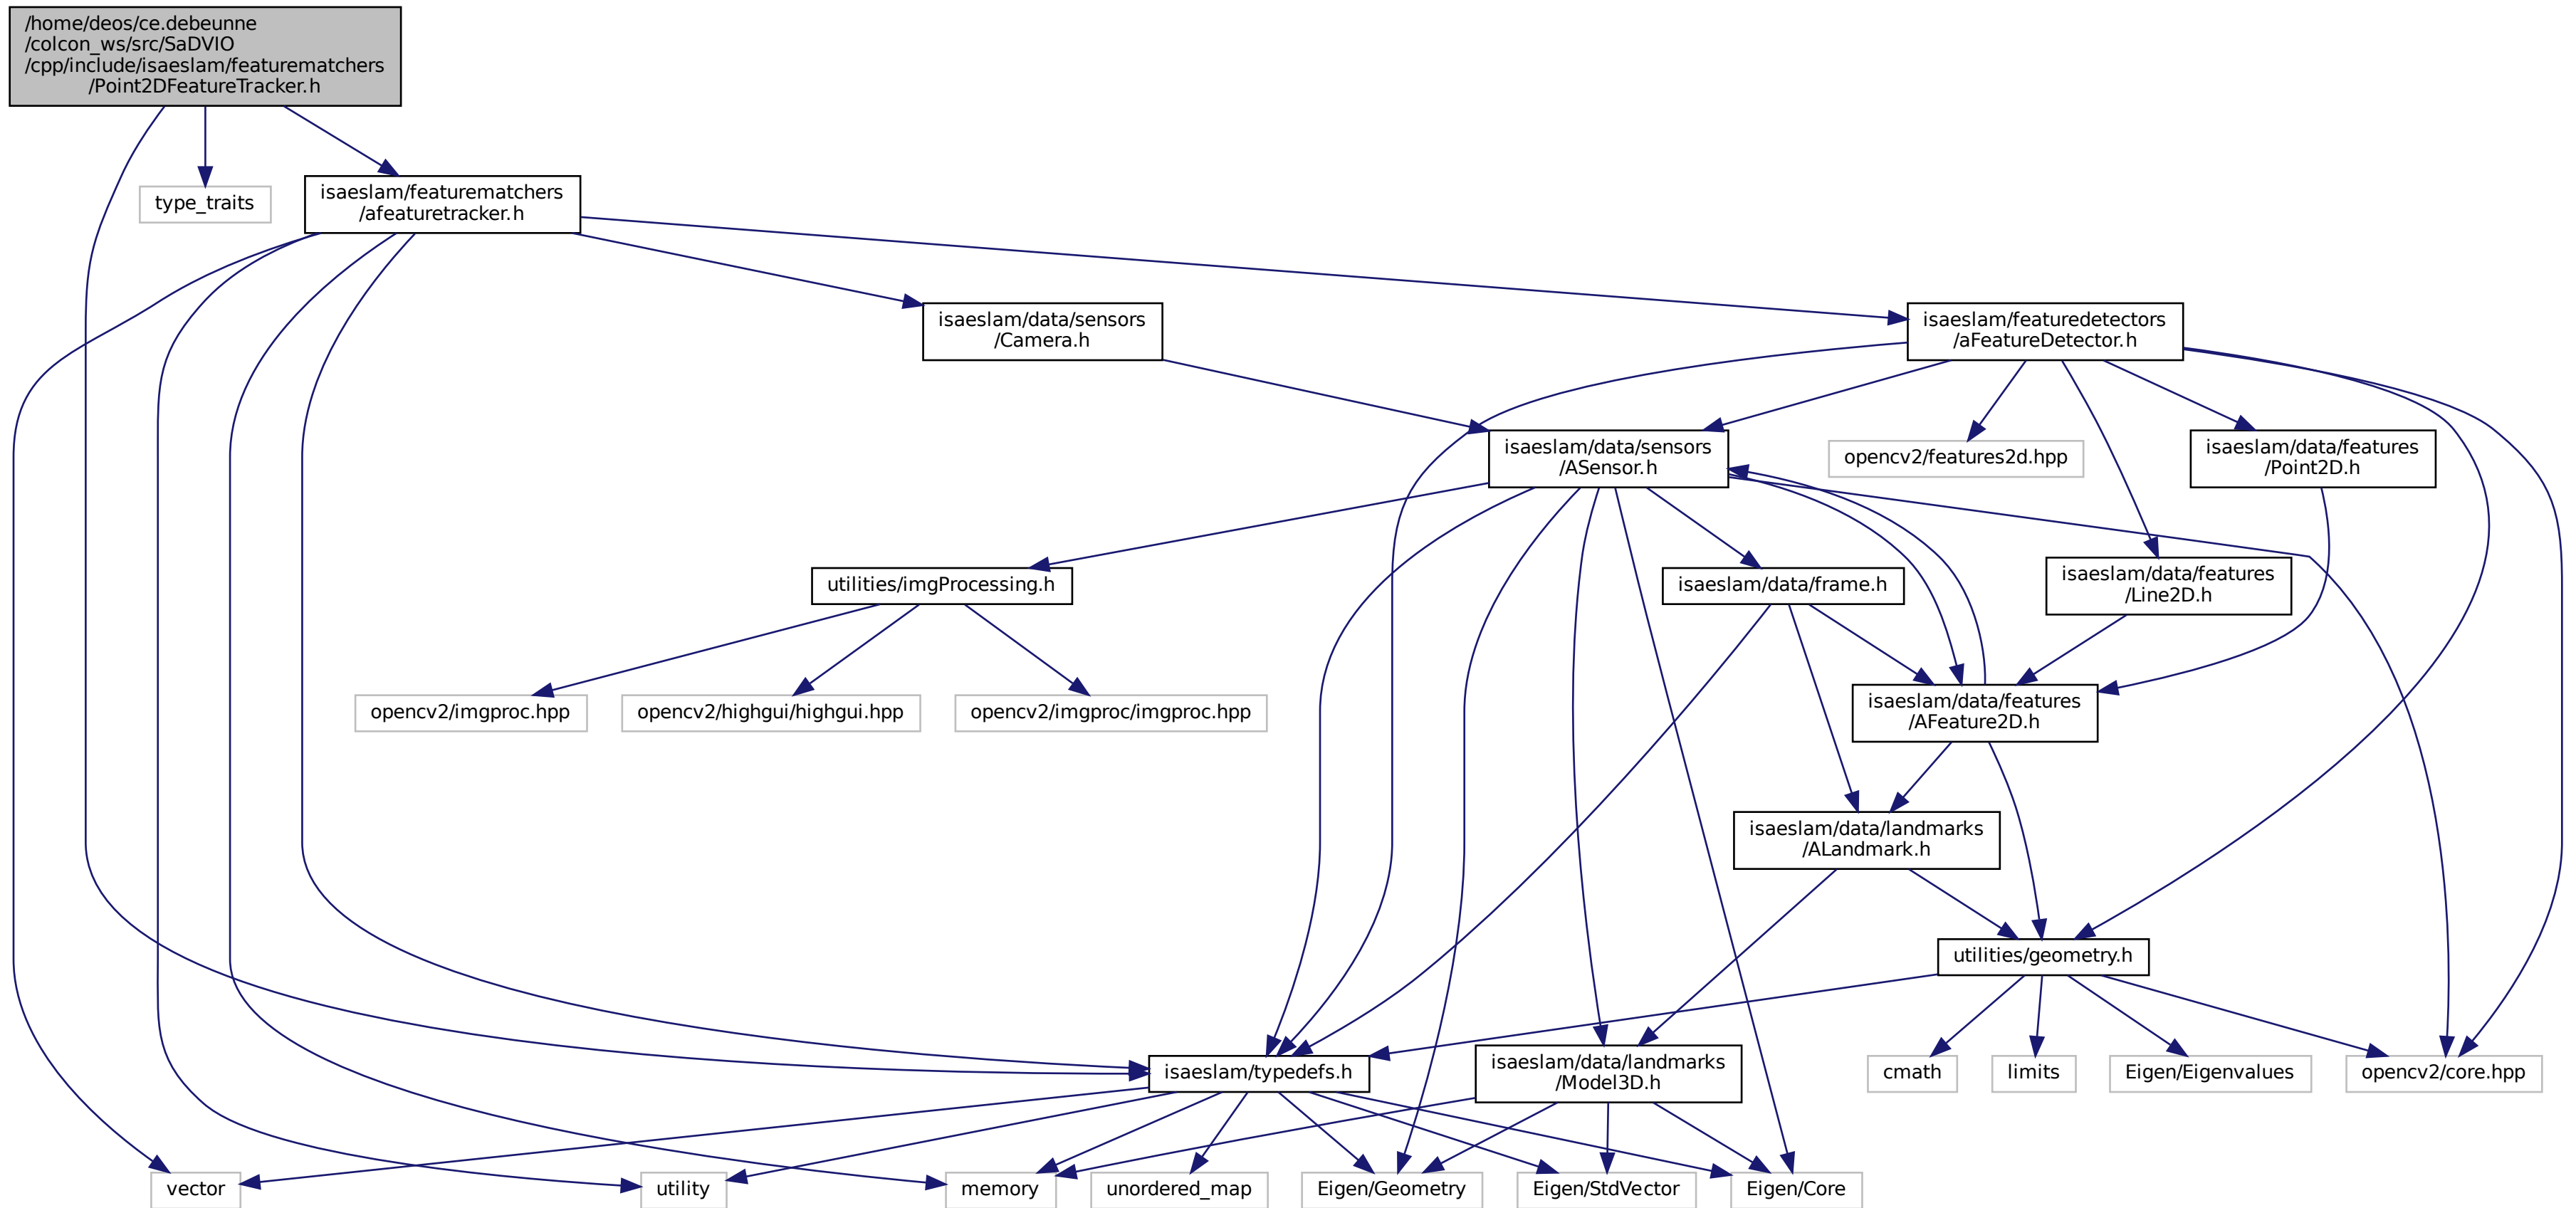 /home/deos/ce.debeunne
/colcon_ws/src/SaDVIO
/cpp/include/isaeslam/featurematchers
/Point2DFeatureTracker.h
type_traits
isaeslam/featurematchers
/afeaturetracker.h
isaeslam/data/sensors
/Camera.h
isaeslam/featuredetectors
/aFeatureDetector.h
isaeslam/data/sensors
/ASensor.h
opencv2/features2d.hpp
isaeslam/data/features
/Point2D.h
utilities/imgProcessing.h
isaeslam/data/frame.h
isaeslam/data/features
/Line2D.h
opencv2/imgproc.hpp
opencv2/highgui/highgui.hpp
opencv2/imgproc/imgproc.hpp
isaeslam/data/features
/AFeature2D.h
isaeslam/data/landmarks
/ALandmark.h
utilities/geometry.h
isaeslam/typedefs.h
isaeslam/data/landmarks
/Model3D.h
cmath
limits
Eigen/Eigenvalues
opencv2/core.hpp
vector
utility
memory
unordered_map
Eigen/Geometry
Eigen/StdVector
Eigen/Core